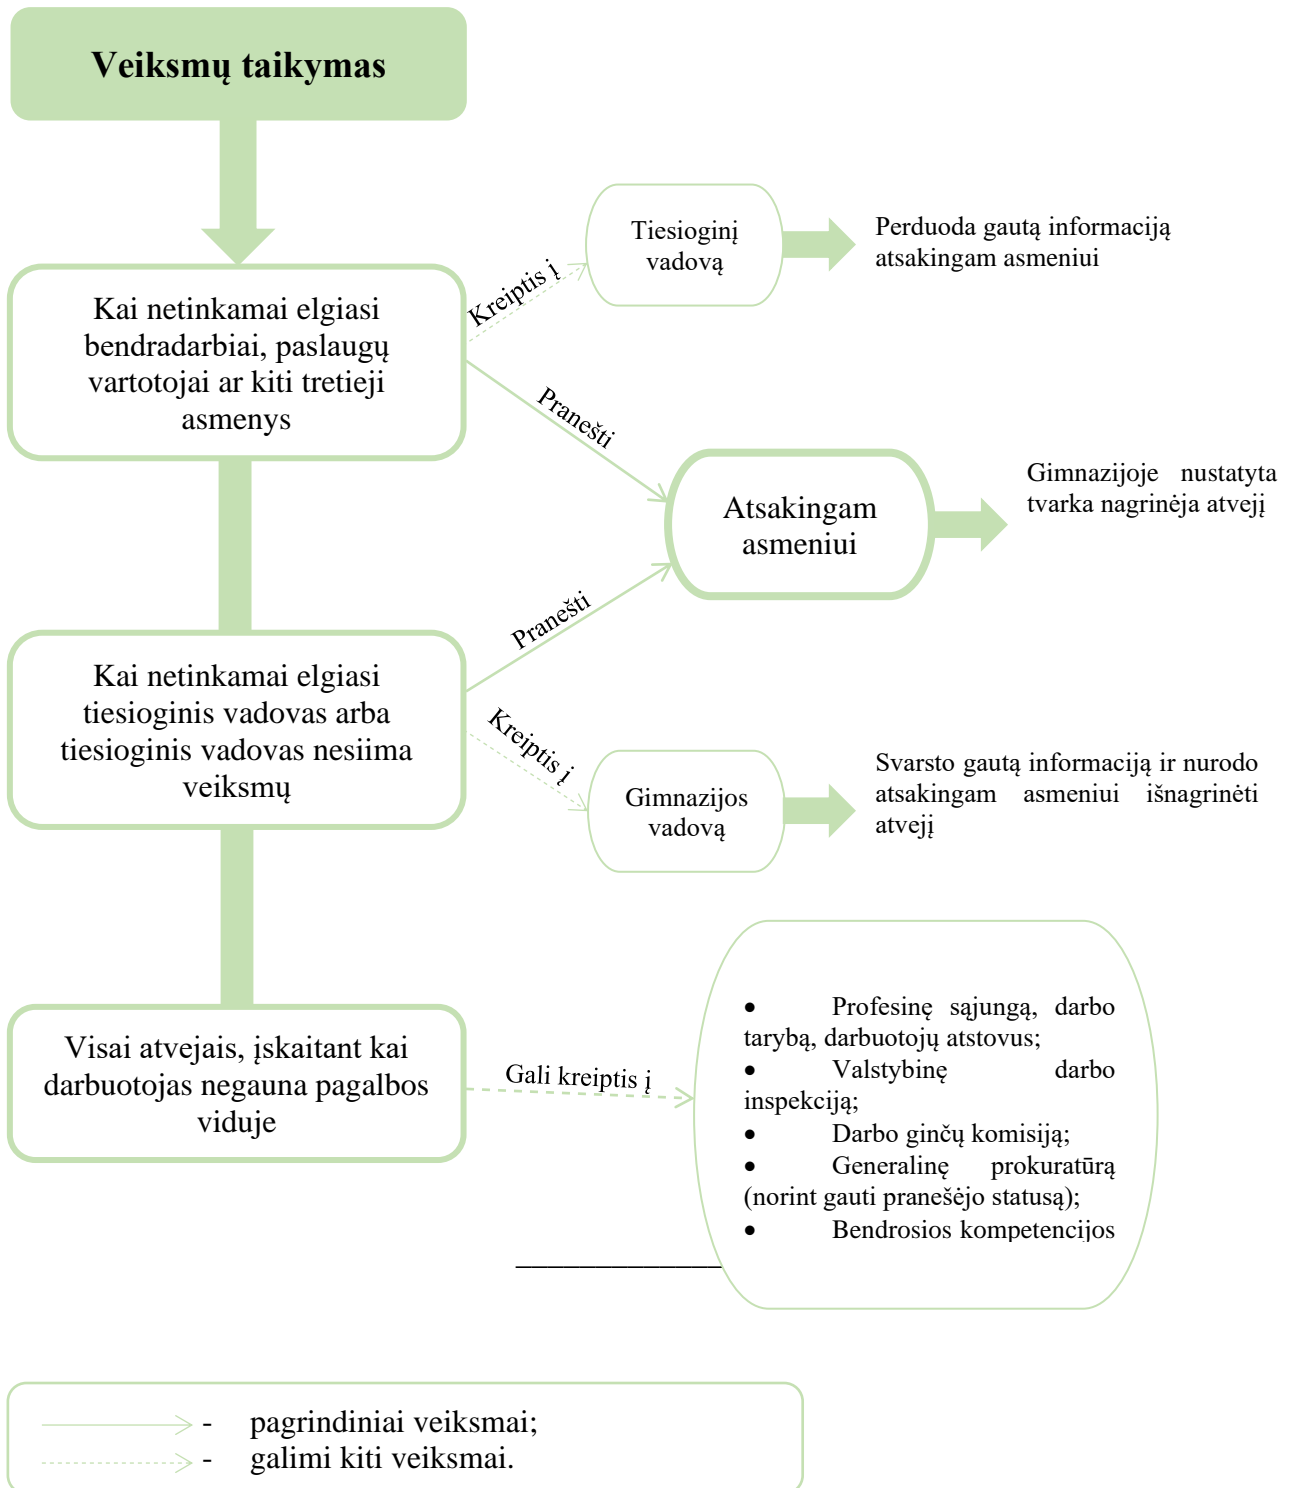 Veiksmų taikymas
Tiesioginį
vadovą
Perduoda gautą informaciją
atsakingam asmeniui
Kreiptis į
Kai netinkamai elgiasi
bendradarbiai, paslaugų
vartotojai ar kiti tretieji
asmenys
Pranešti
Atsakingam
asmeniui
Gimnazijoje nustatyta
tvarka nagrinėja atvejį
Pranešti
Kai netinkamai elgiasi
tiesioginis vadovas arba
tiesioginis vadovas nesiima
veiksmų
Kreiptis į
Gimnazijos
vadovą
Svarsto gautą informaciją ir nurodo
atsakingam asmeniui išnagrinėti
atvejį
Visai atvejais, įskaitant kai
darbuotojas negauna pagalbos
viduje
Gali kreiptis į
• Profesinę sąjungą, darbo
tarybą, darbuotojų atstovus;
• Valstybinę darbo
inspekciją;
• Darbo ginčų komisiją;
• Generalinę prokuratūrą
(norint gauti pranešėjo statusą);
• Bendrosios kompetencijos
- pagrindiniai veiksmai;
- galimi kiti veiksmai.